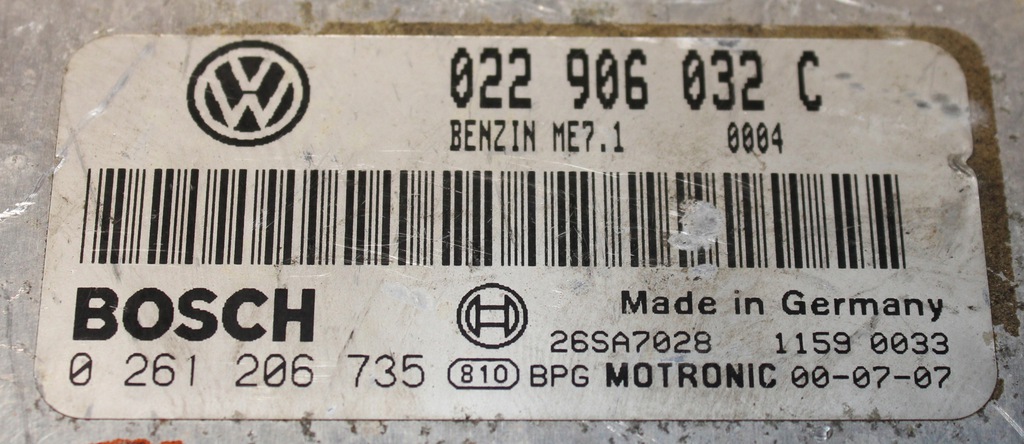 022 906 032 C
BENZIN ME7.1 0004
BOSCH
Made in Germany
26SA7028 1159 0033
0 261 206 735 810 BPG MOTRONIC 00-07-07